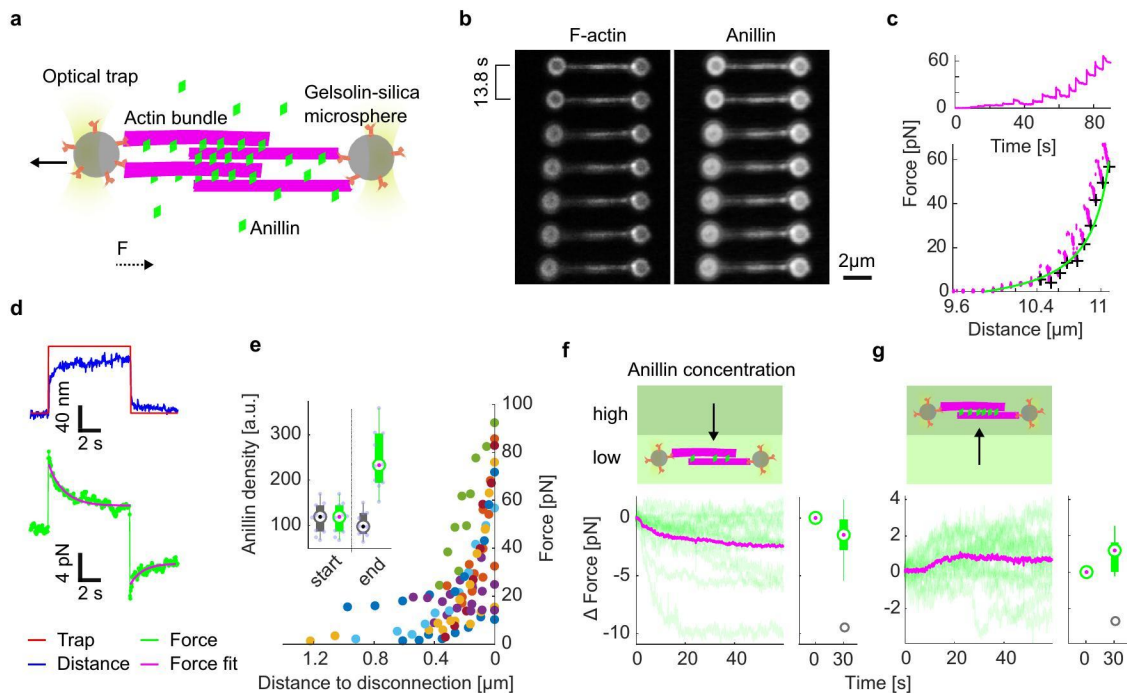 a
Optical trap
Gelsolin-silica
microsphere
Actin bundle
Anillin
F
b
F-actin
Anillin
13.8 s
2µm
c
60
0
0
40
80
Time [s]
Force [pN]
60
40
20
0
9.6
10.4
11
Distance [µm]
d
40 nm
2 s
4 pN
2 s
Trap
Force
Distance
Force fit
e
Anillin density [a.u.]
300
200
100
start
end
100
80
60
40
20
0
Force [pN]
1.2
0.8
0.4
0
Distance to disconnection [µm]
f
Anillin concentration
high
low
Δ Force [pN]
0
-5
-10
0
20
40
0
30
g
4
2
0
-2
0
20
40
0
30
Time [s]